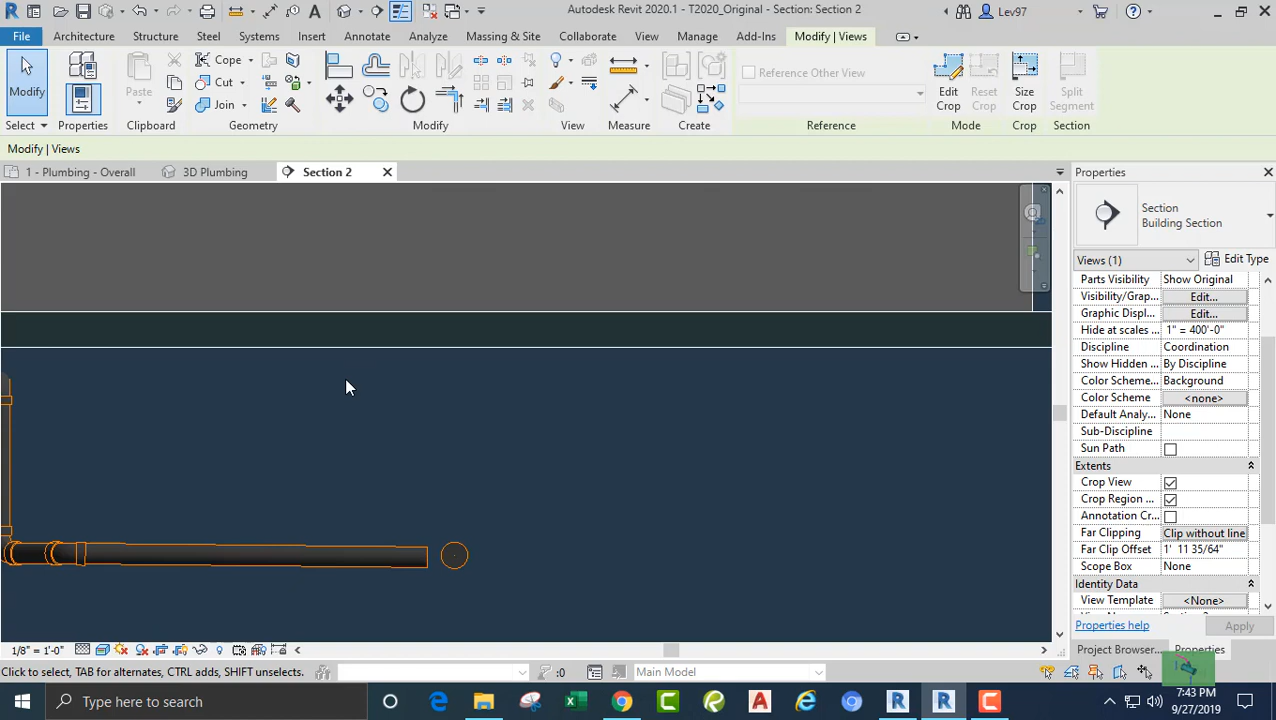 Autodesk Revit 2020.1 - T2020_Original - Section: Section 2
Lev97
File Architecture Structure Steel Systems Insert Annotate Analyze Massing & Site Collaborate View Manage Add-Ins Modify | Views
Modify
Properties
Paste
Cope
Cut
Join
Reference Other View
Edit Crop
Reset Crop
Size Crop
Split Segment
Select Properties Clipboard Geometry Modify View Measure Create Reference Mode Crop Section
Modify | Views
1 - Plumbing - Overall 3D Plumbing Section 2
Properties
Section
Building Section
Views (1) Edit Type
Parts Visibility Show Original
Visibility/Grap... Edit...
Graphic Displ... Edit...
Hide at scales ... 1" = 400'-0"
Discipline Coordination
Show Hidden ... By Discipline
Color Scheme... Background
Color Scheme <none>
Default Analy... None
Sub-Discipline
Sun Path
Extents
Crop View
Crop Region ...
Annotation Cr...
Far Clipping Clip without line
Far Clip Offset 1' 11 35/64"
Scope Box None
Identity Data
View Template <None>
Properties help Apply
Project Browser... Properties
1/8" = 1'-0"
Click to select, TAB for alternates, CTRL adds, SHIFT unselects.
:0
Main Model
Type here to search
7:43 PM
9/27/2019